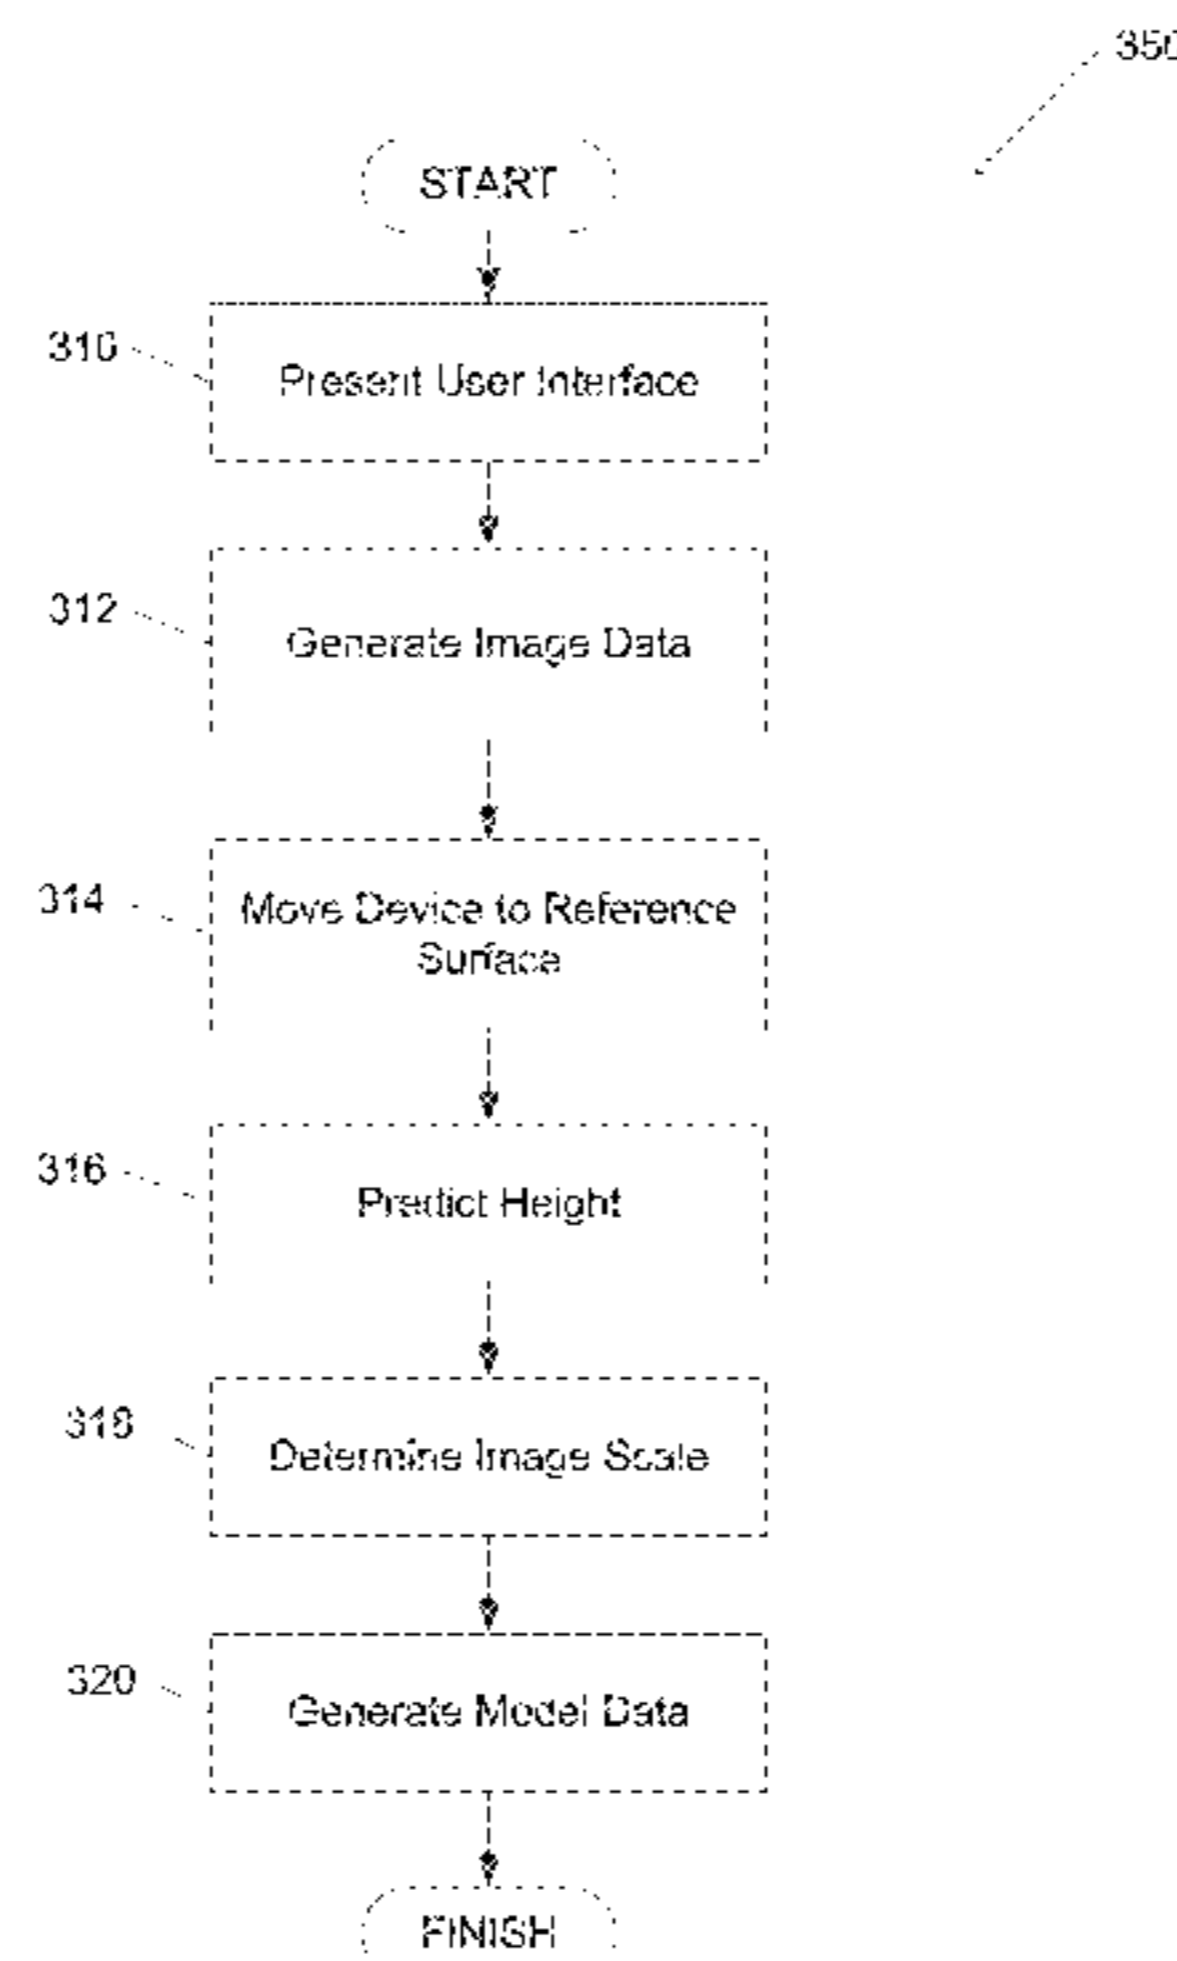 350
START
310
Present User Interface
312
Generate Image Data
314
Move Device to Reference
Surface
316
Predict Height
318
Determine Image Scale
320
Generate Model Data
FINISH